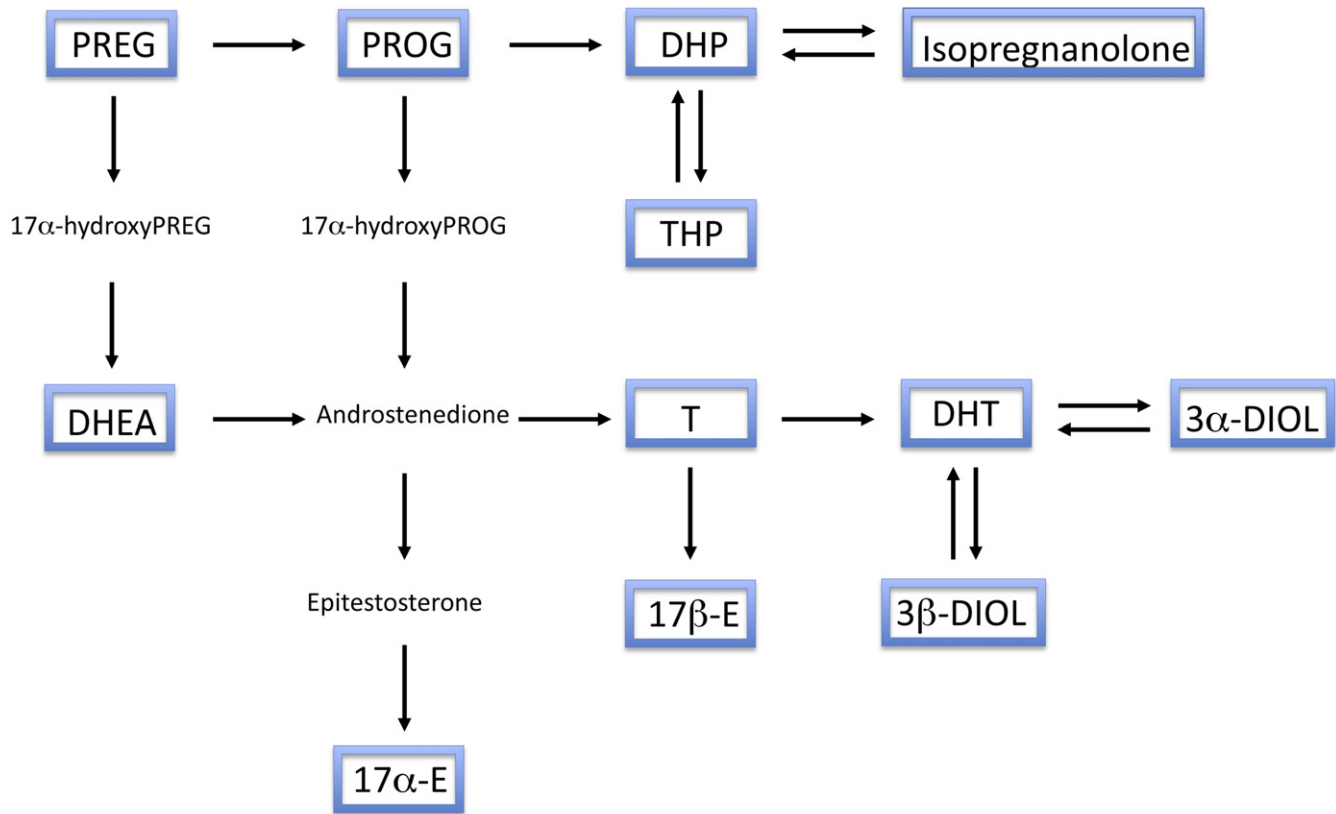 PREG
PROG
DHP
Isopregnanolone
17α-hydroxyPREG
17α-hydroxyPROG
THP
DHEA
Androstenedione
T
DHT
3α-DIOL
Epitestosterone
17β-E
3β-DIOL
17α-E